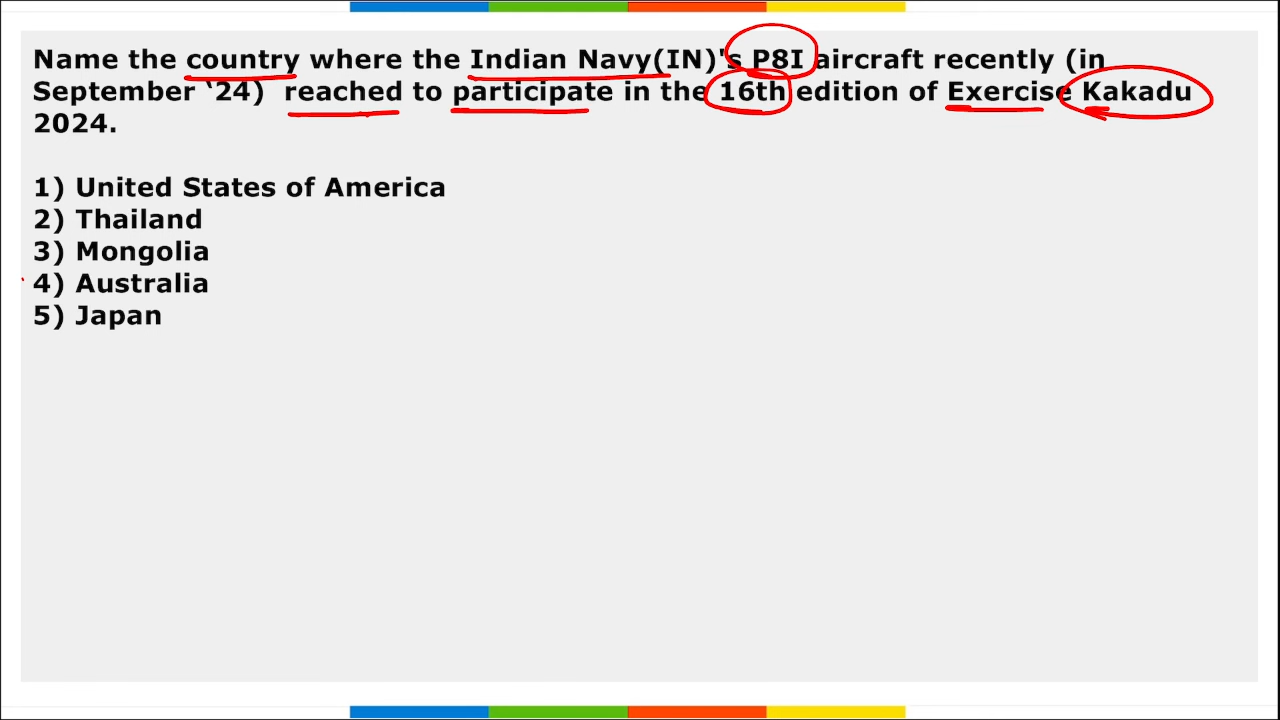 Name the country where the Indian Navy(IN)'s P8I aircraft recently (in
September ‘24) reached to participate in the 16th edition of Exercise Kakadu
2024.
1) United States of America
2) Thailand
3) Mongolia
4) Australia
5) Japan